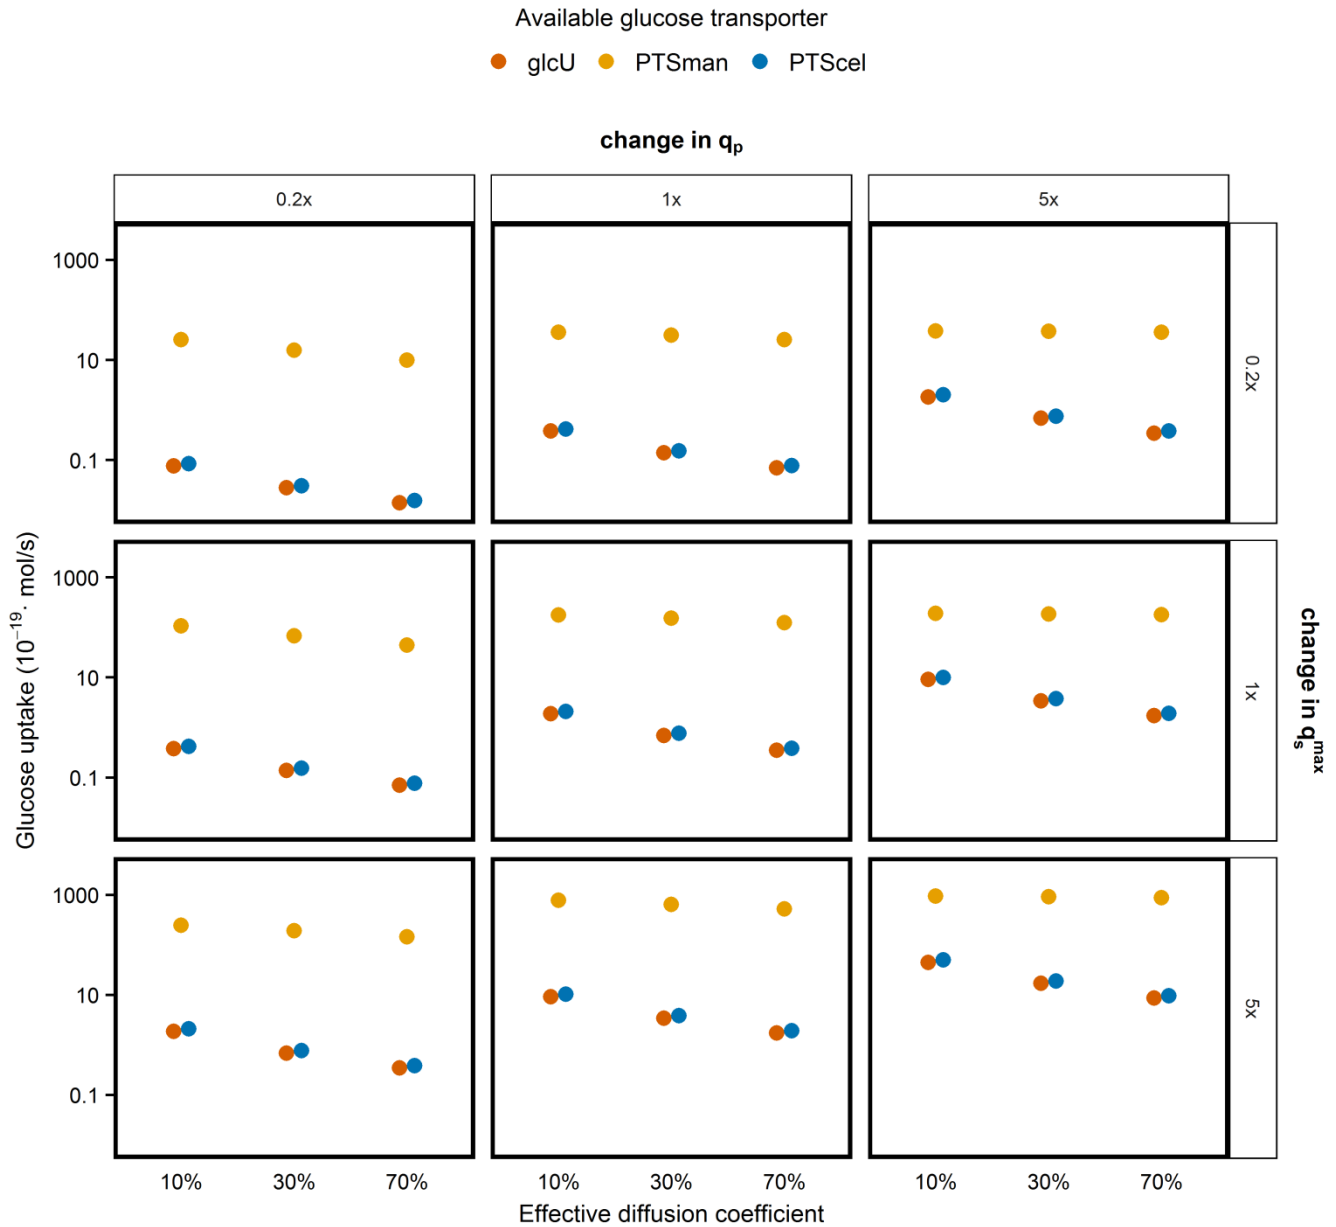 Available glucose transporter
glcU PTSman PTScel
change in qₚ
0.2x 1x 5x
1000
10
0.1
0.2x
1000
10
0.1
1x
1000
10
0.1
5x
Glucose uptake (10⁻¹⁹· mol/s)
change in qₛᵐᵃˣ
10% 30% 70% 10% 30% 70% 10% 30% 70%
Effective diffusion coefficient